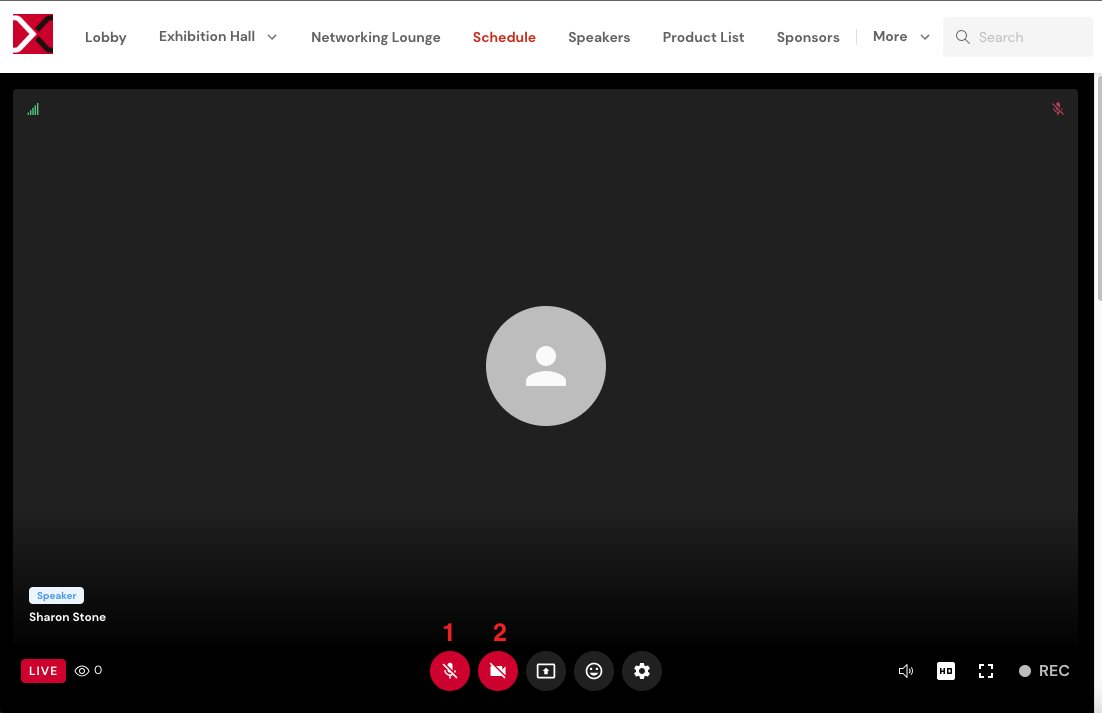 Lobby Exhibition Hall Networking Lounge Schedule Speakers Product List Sponsors More Search
Speaker
Sharon Stone
1 2
LIVE 0 HD REC